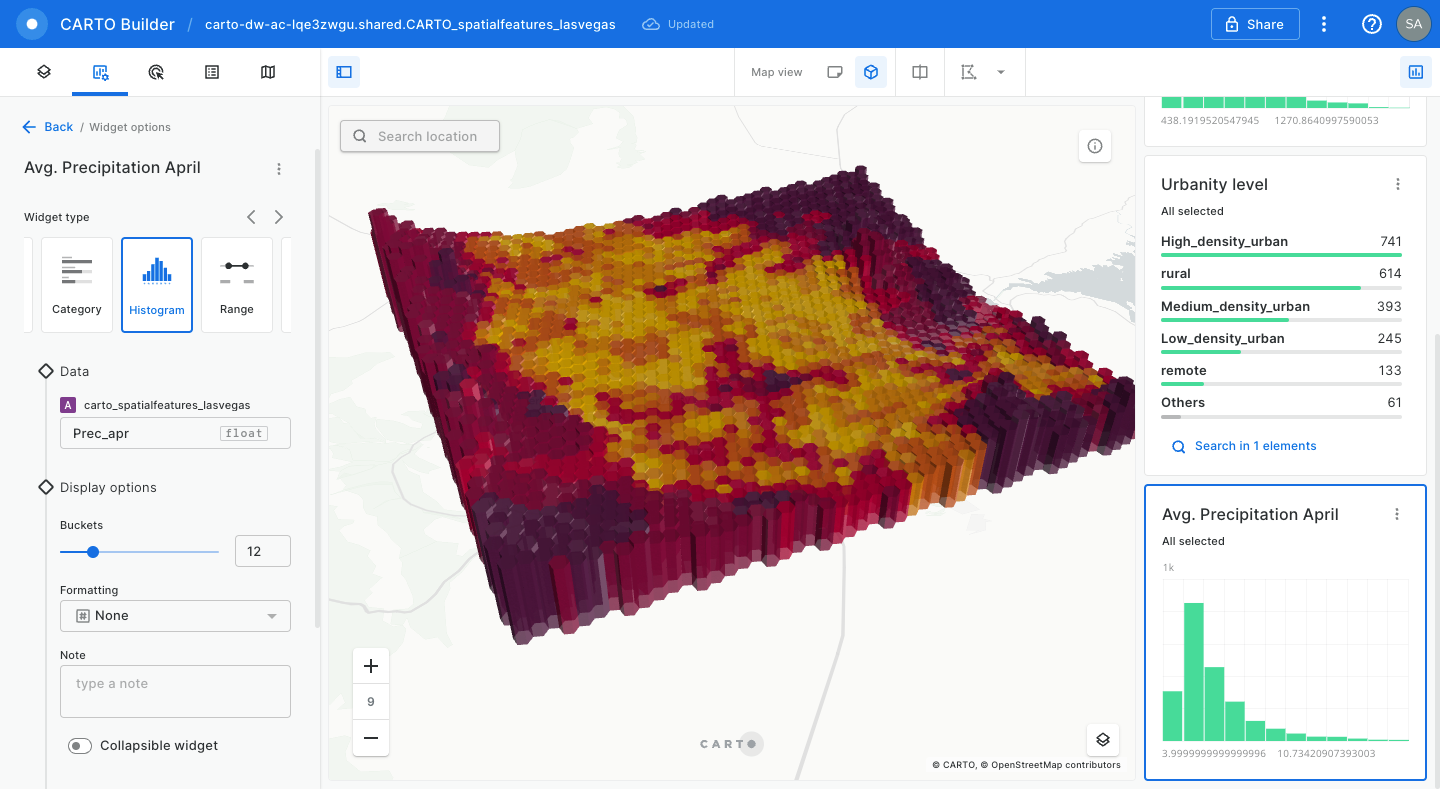 CARTO Builder / carto-dw-ac-lqe3zwgu.shared.CARTO_spatialfeatures_lasvegas Updated Share SA
Map view
Back / Widget options
Avg. Precipitation April
Widget type
Category Histogram Range
Data
A carto_spatialfeatures_lasvegas
Prec_apr float
Display options
Buckets
12
Formatting
# None
Note
type a note
Collapsible widget
Search location
9
CARTO
© CARTO, © OpenStreetMap contributors
438.1919520547945 1270.8640997590053
Urbanity level
All selected
High_density_urban 741
rural 614
Medium_density_urban 393
Low_density_urban 245
remote 133
Others 61
Search in 1 elements
Avg. Precipitation April
All selected
1k
3.9999999999999996 10.73420907393003